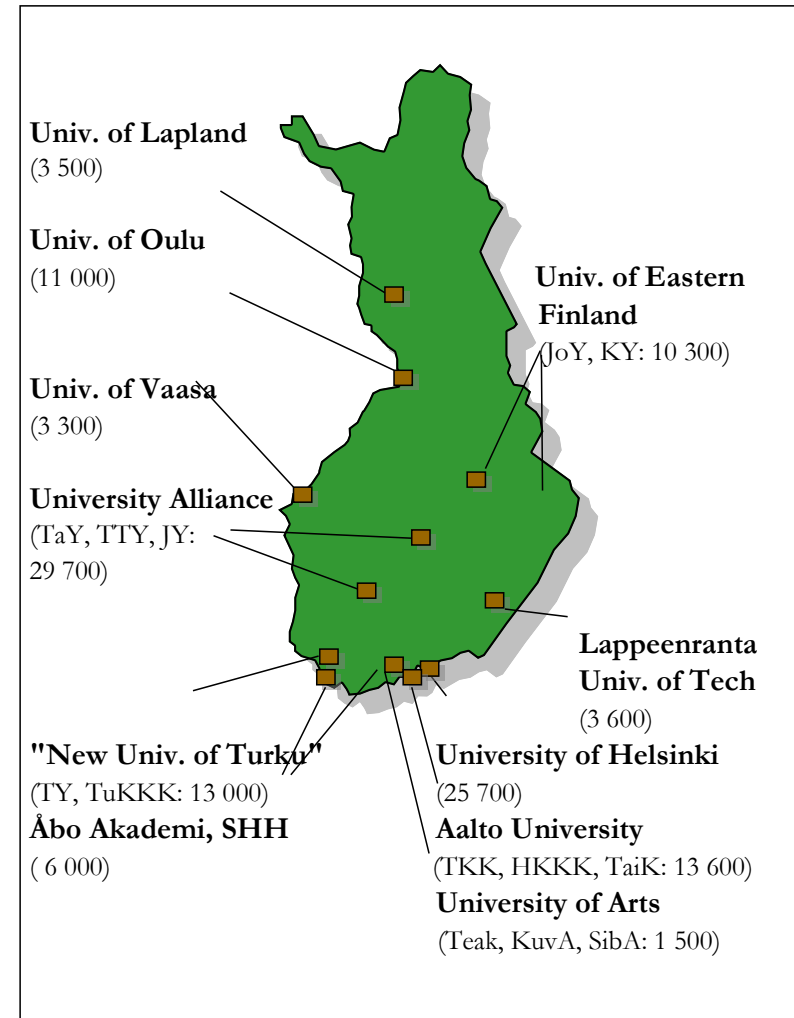 Univ. of Lapland
(3 500)
Univ. of Oulu
(11 000)
Univ. of Eastern
Finland
(JoY, KY: 10 300)
Univ. of Vaasa
(3 300)
University Alliance
(TaY, TTY, JY:
29 700)
Lappeenranta
Univ. of Tech
(3 600)
"New Univ. of Turku"
(TY, TuKKK: 13 000)
Åbo Akademi, SHH
( 6 000)
University of Helsinki
(25 700)
Aalto University
(TKK, HKKK, TaiK: 13 600)
University of Arts
(Teak, KuvA, SibA: 1 500)